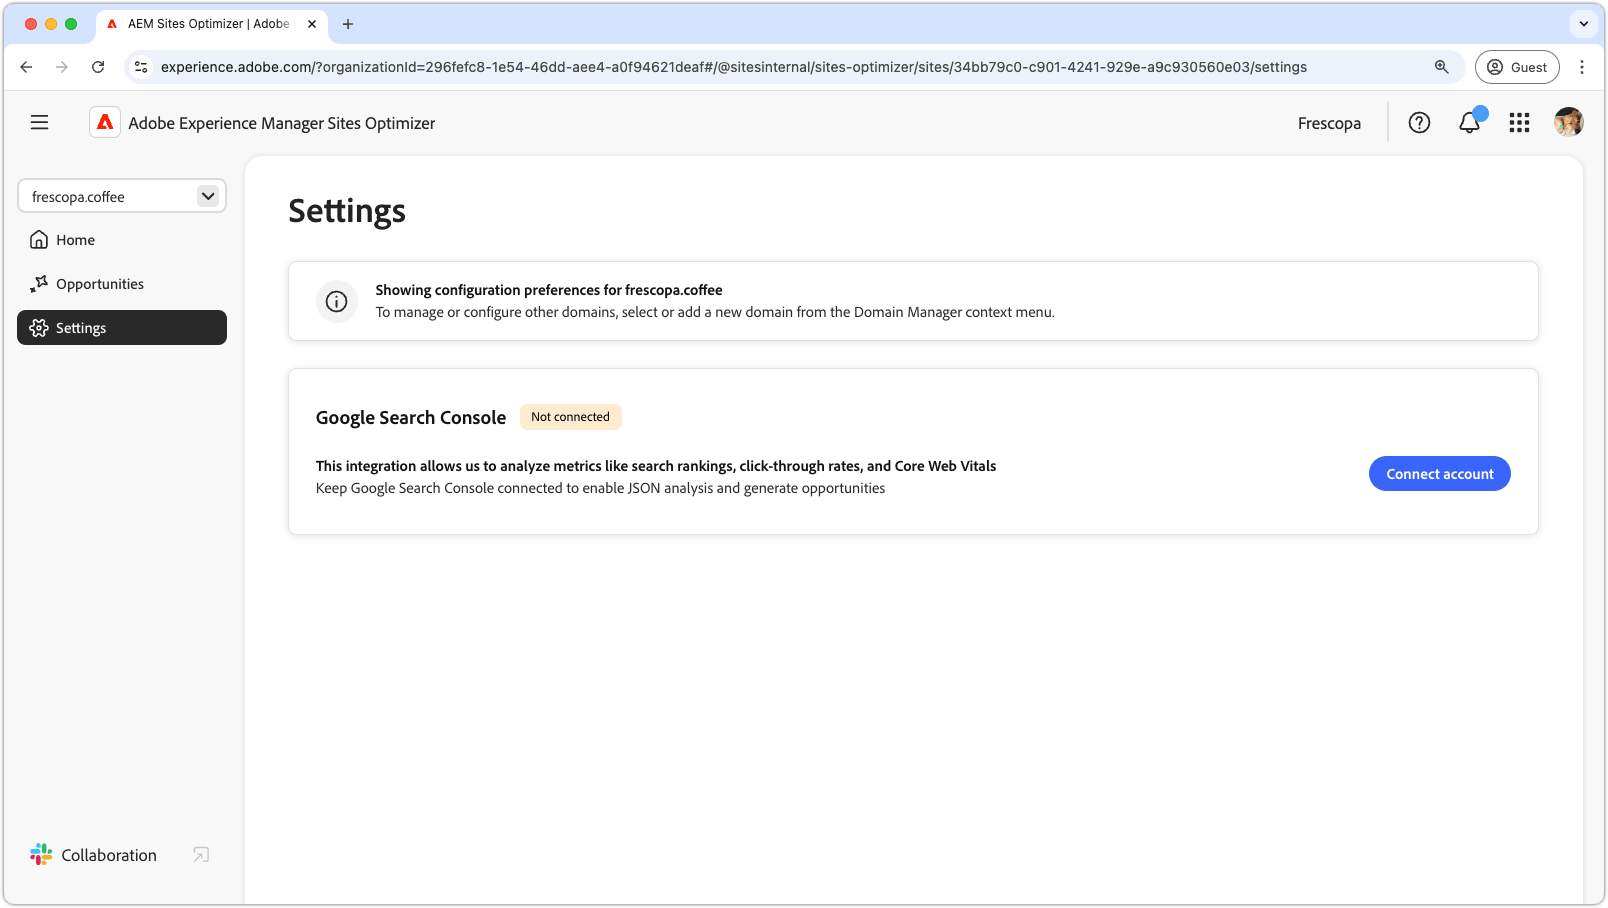 AEM Sites Optimizer | Adobe
experience.adobe.com/?organizationId=296fefc8-1e54-46dd-aee4-a0f94621deaf#/@sitesinternal/sites-optimizer/sites/34bb79c0-c901-4241-929e-a9c930560e03/settings
Guest
Adobe Experience Manager Sites Optimizer
Frescopa
frescopa.coffee
Home
Opportunities
Settings
Collaboration
Settings
Showing configuration preferences for frescopa.coffee
To manage or configure other domains, select or add a new domain from the Domain Manager context menu.
Google Search Console
Not connected
This integration allows us to analyze metrics like search rankings, click-through rates, and Core Web Vitals
Keep Google Search Console connected to enable JSON analysis and generate opportunities
Connect account